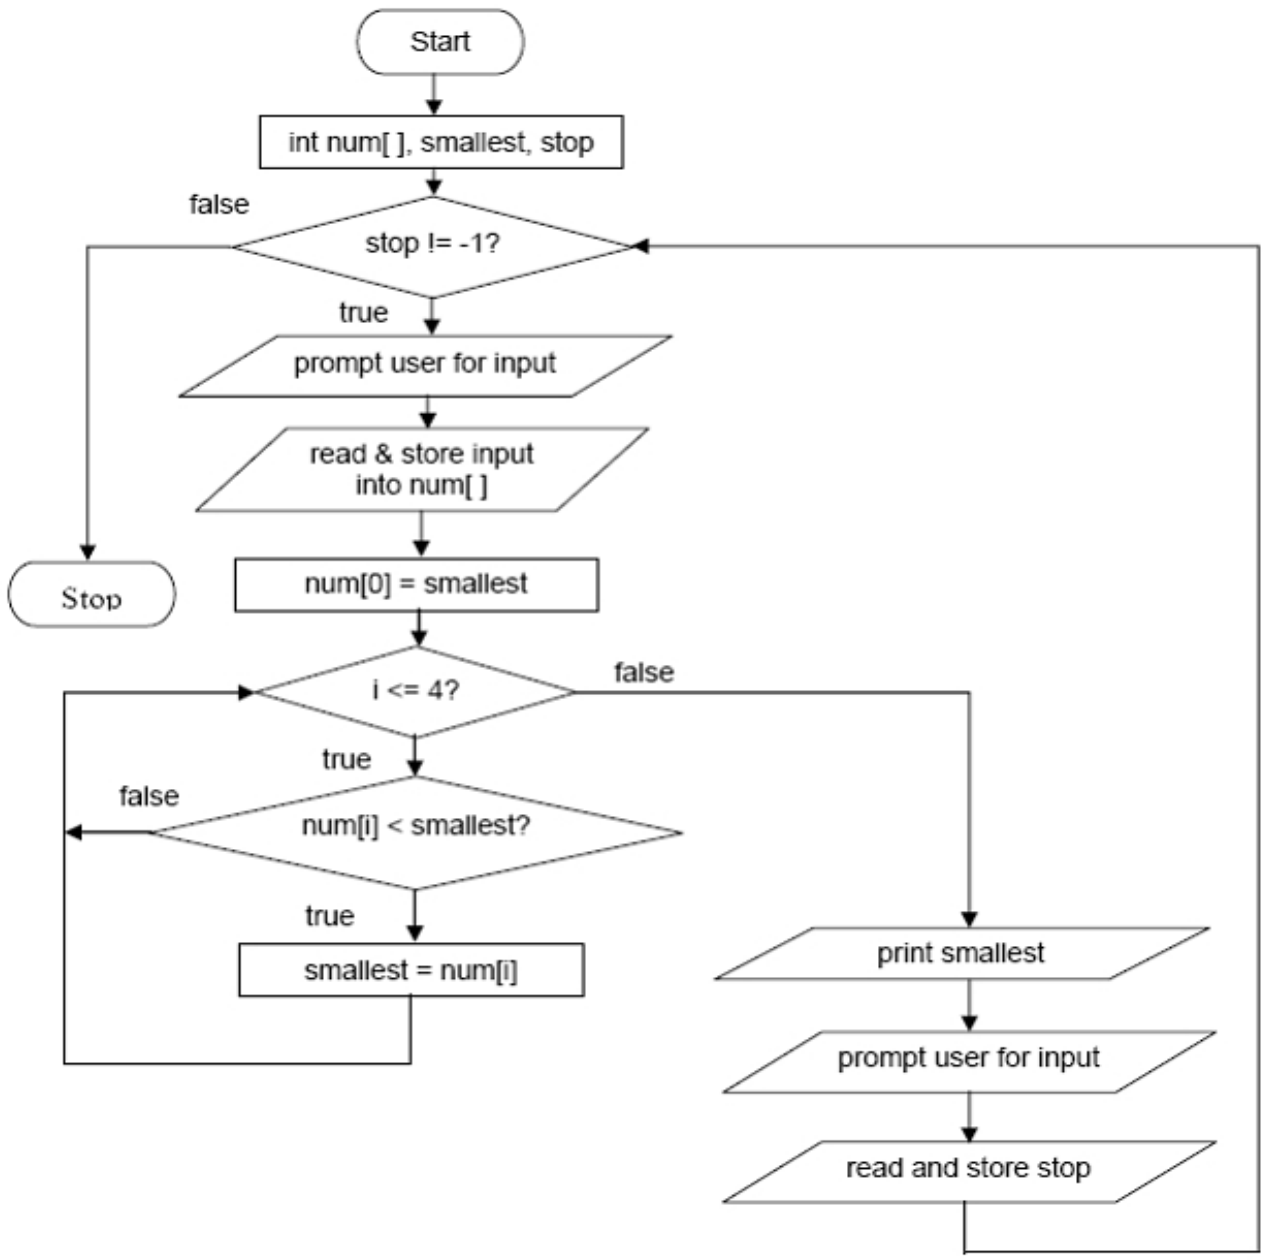 Start
int num[ ], smallest, stop
false
stop != -1?
true
prompt user for input
read & store input
into num[ ]
Stop
num[0] = smallest
i <= 4?
false
true
false
num[i] < smallest?
true
smallest = num[i]
print smallest
prompt user for input
read and store stop